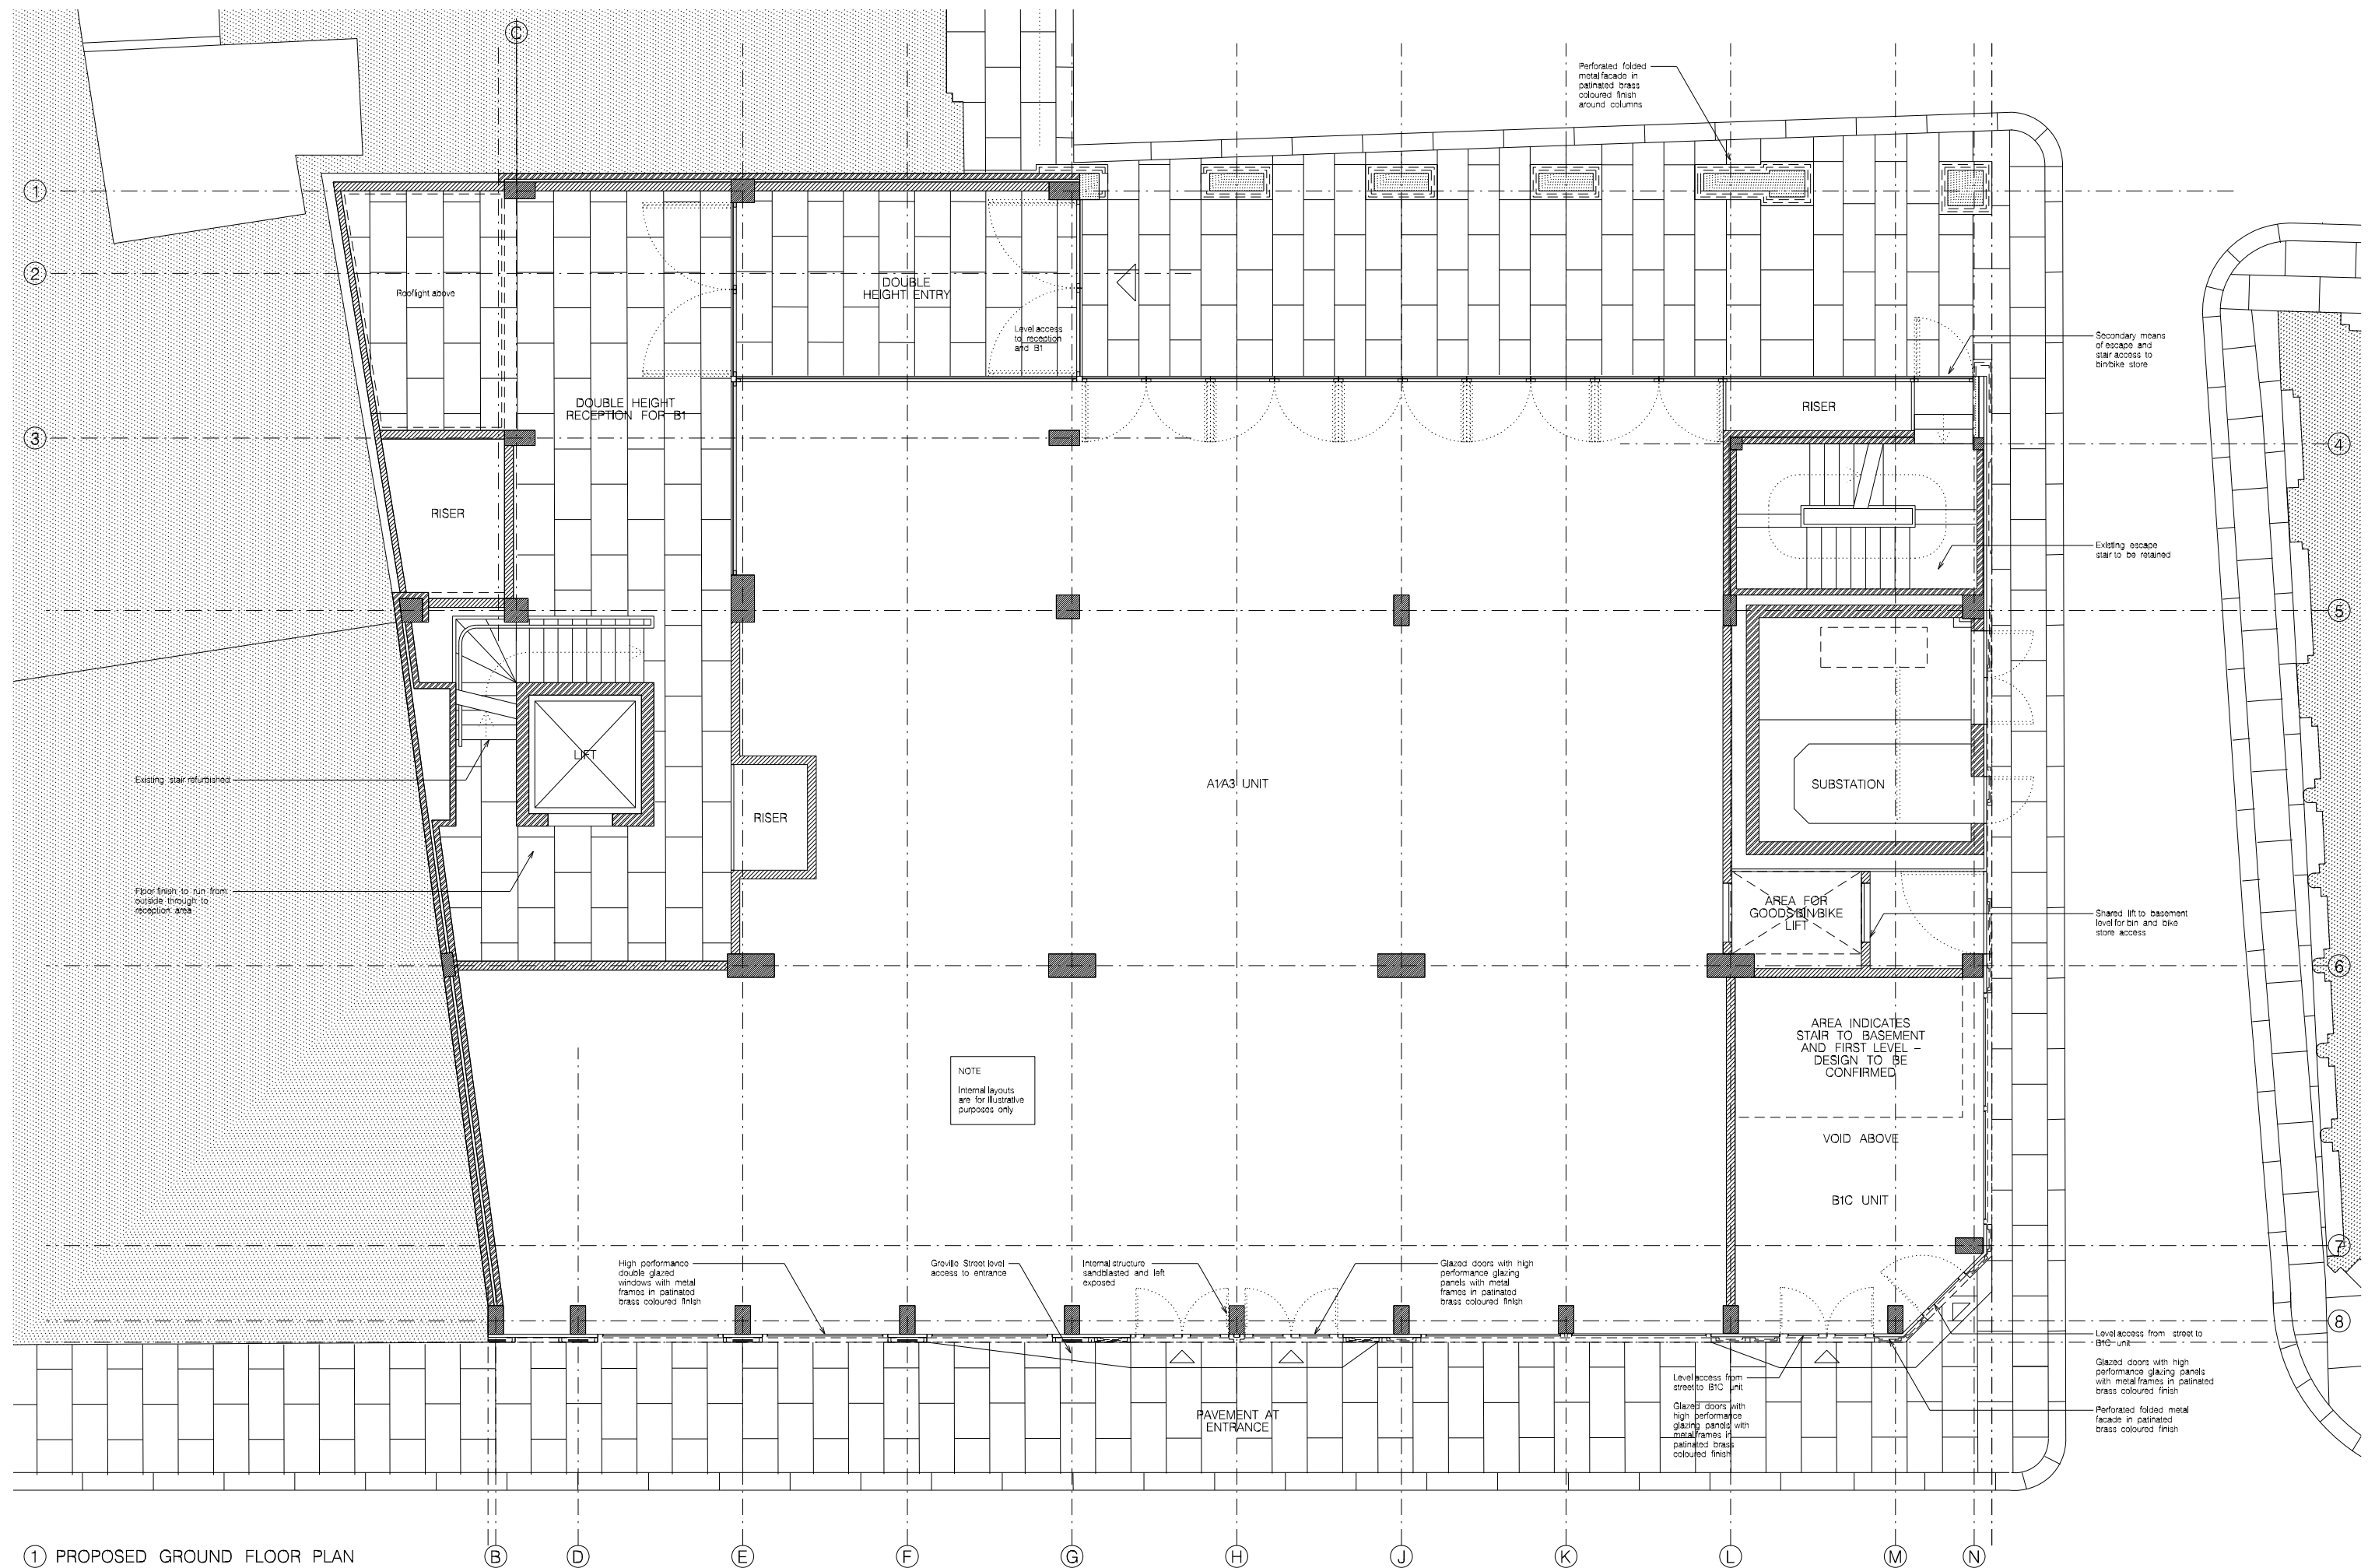 C
Perforated folded
metal facade in
patinated brass
coloured finish
around columns
1
2
Rooflight above
DOUBLE
HEIGHT ENTRY
Level access
to reception
and B1
Secondary means
of escape and
stair access to
bin/bike store
DOUBLE HEIGHT
RECEPTION FOR B1
RISER
3
4
RISER
Existing escape
stair to be retained
5
LIFT
Existing stair refurbished
A1/A3 UNIT
SUBSTATION
RISER
Floor finish to run from
outside through to
reception area
AREA FOR
GOODS/BIN/BIKE
LIFT
Shared lift to basement
level for bin and bike
store access
6
AREA INDICATES
STAIR TO BASEMENT
AND FIRST LEVEL -
DESIGN TO BE
CONFIRMED
NOTE
Internal layouts
are for illustrative
purposes only
VOID ABOVE
B1C UNIT
7
High performance
double glazed
windows with metal
frames in patinated
brass coloured finish
Greville Street level
access to entrance
Internal structure
sandblasted and left
exposed
Glazed doors with high
performance glazing
panels with metal
frames in patinated
brass coloured finish
8
Level access from street to
B1C unit
Glazed doors with high
performance glazing panels
with metal frames in patinated
brass coloured finish
Level access from
street to B1C unit
Glazed doors with
high performance
glazing panels with
metal frames in
patinated brass
coloured finish
Perforated folded metal
facade in patinated
brass coloured finish
PAVEMENT AT
ENTRANCE
1 PROPOSED GROUND FLOOR PLAN
B D E F G H J K L M N